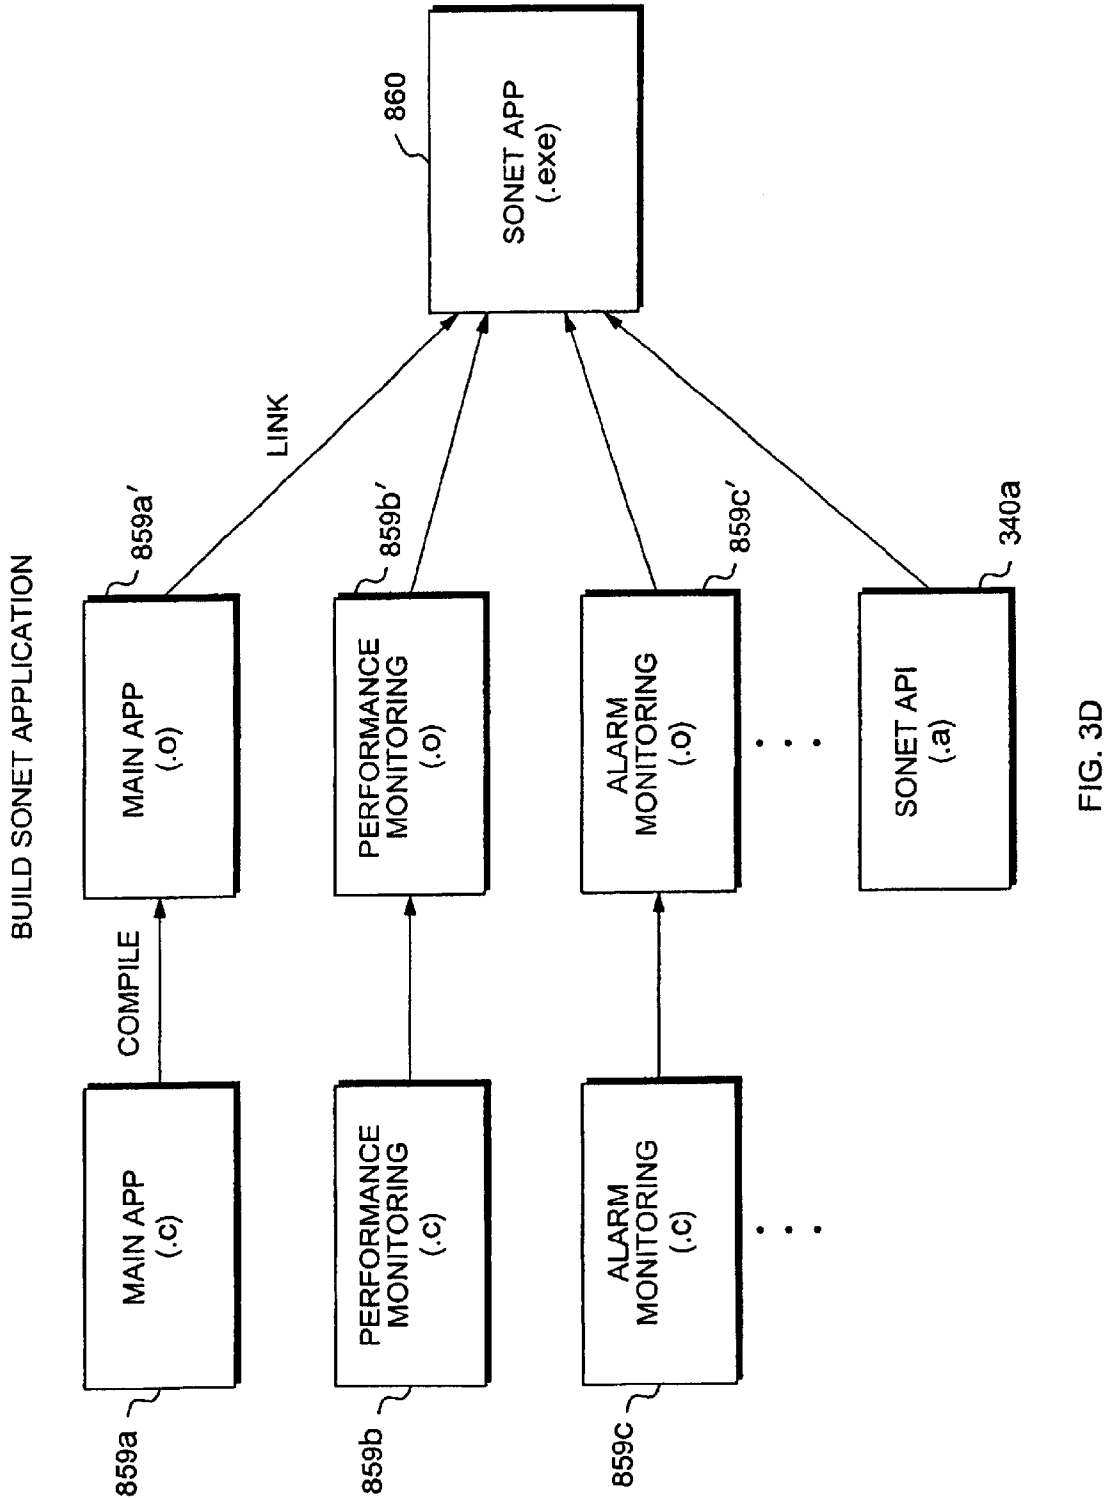 BUILD SONET APPLICATION
859a
MAIN APP
(.c)
COMPILE
MAIN APP
(.o)
859a′
LINK
859b
PERFORMANCE
MONITORING
(.c)
PERFORMANCE
MONITORING
(.o)
859b′
859c
ALARM
MONITORING
(.c)
ALARM
MONITORING
(.o)
859c′
. . .
. . .
SONET API
(.a)
340a
860
SONET APP
(.exe)
FIG. 3D